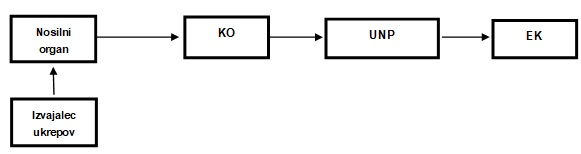 Nosilni
organ
KO
UNP
EK
Izvajalec
ukrepov